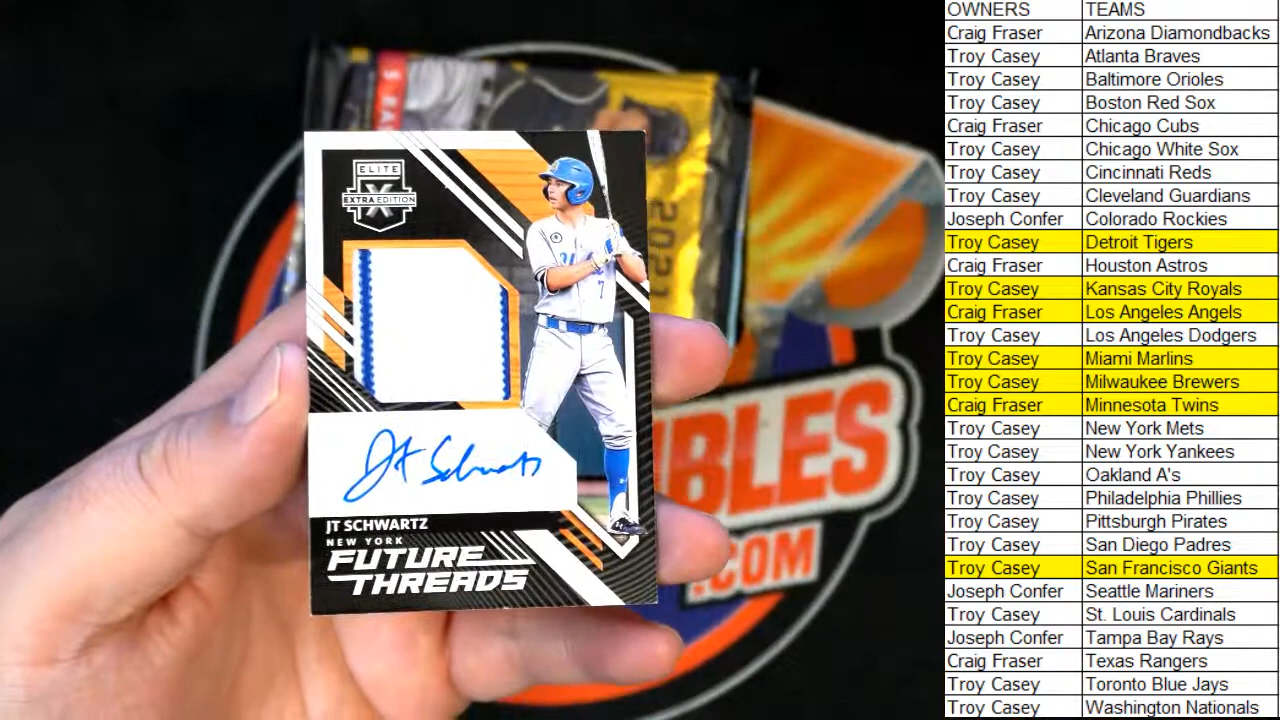 ELITE
EXTRA EDITION
X
7
JT Schwartz
JT SCHWARTZ
NEW YORK
FUTURE
THREADS
2021
IBLES
.COM
OWNERS TEAMS
Craig Fraser Arizona Diamondbacks
Troy Casey Atlanta Braves
Troy Casey Baltimore Orioles
Troy Casey Boston Red Sox
Craig Fraser Chicago Cubs
Troy Casey Chicago White Sox
Troy Casey Cincinnati Reds
Troy Casey Cleveland Guardians
Joseph Confer Colorado Rockies
Troy Casey Detroit Tigers
Craig Fraser Houston Astros
Troy Casey Kansas City Royals
Craig Fraser Los Angeles Angels
Troy Casey Los Angeles Dodgers
Troy Casey Miami Marlins
Troy Casey Milwaukee Brewers
Craig Fraser Minnesota Twins
Troy Casey New York Mets
Troy Casey New York Yankees
Troy Casey Oakland A's
Troy Casey Philadelphia Phillies
Troy Casey Pittsburgh Pirates
Troy Casey San Diego Padres
Troy Casey San Francisco Giants
Joseph Confer Seattle Mariners
Troy Casey St. Louis Cardinals
Joseph Confer Tampa Bay Rays
Craig Fraser Texas Rangers
Troy Casey Toronto Blue Jays
Troy Casey Washington Nationals